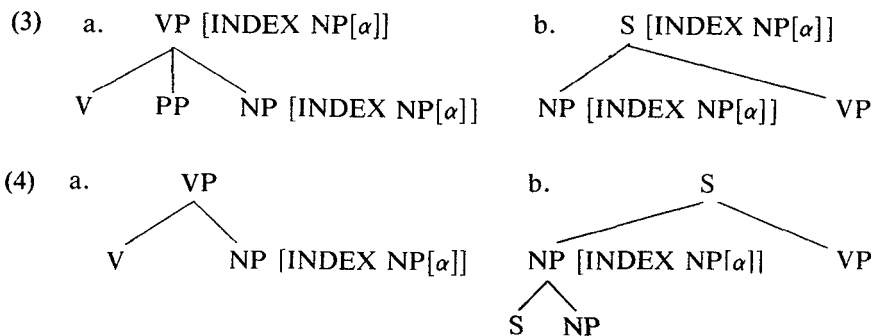 (3) a. VP [INDEX NP[α]] b. S [INDEX NP[α]]
V PP NP [INDEX NP[α]] NP [INDEX NP[α]] VP
(4) a. VP b. S
V NP [INDEX NP[α]] NP [INDEX NP[α]] VP
S NP